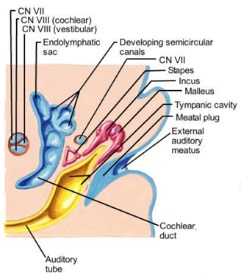 CN VII
CN VIII (cochlear)
CN VIII (vestibular)
Endolymphatic
sac
Developing semicircular
canals
CN VII
Stapes
Incus
Malleus
Tympanic cavity
Meatal plug
External
auditory
meatus
Cochlear
duct
Auditory
tube